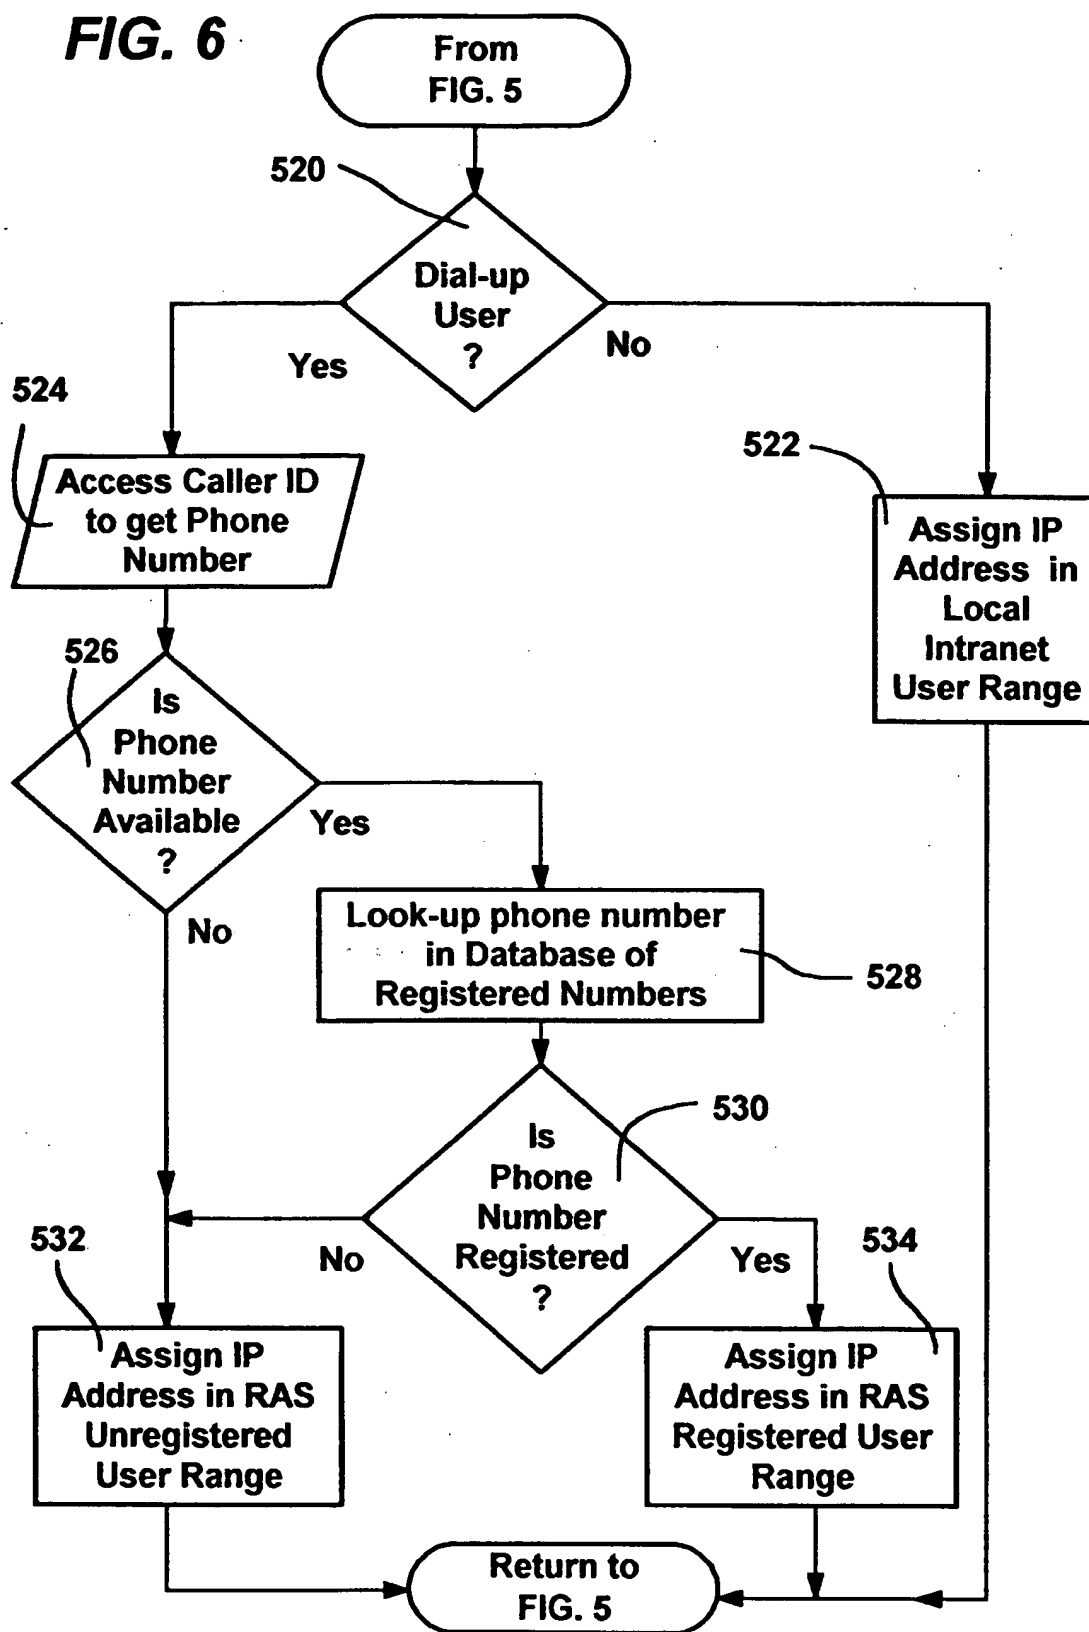 FIG. 6
From
FIG. 5
520
Dial-up
User
?
Yes
No
524
Access Caller ID
to get Phone
Number
522
Assign IP
Address in
Local
Intranet
User Range
526
Is
Phone
Number
Available
?
Yes
No
Look-up phone number
in Database of
Registered Numbers
528
530
Is
Phone
Number
Registered
?
No
Yes
532
Assign IP
Address in RAS
Unregistered
User Range
534
Assign IP
Address in RAS
Registered User
Range
Return to
FIG. 5